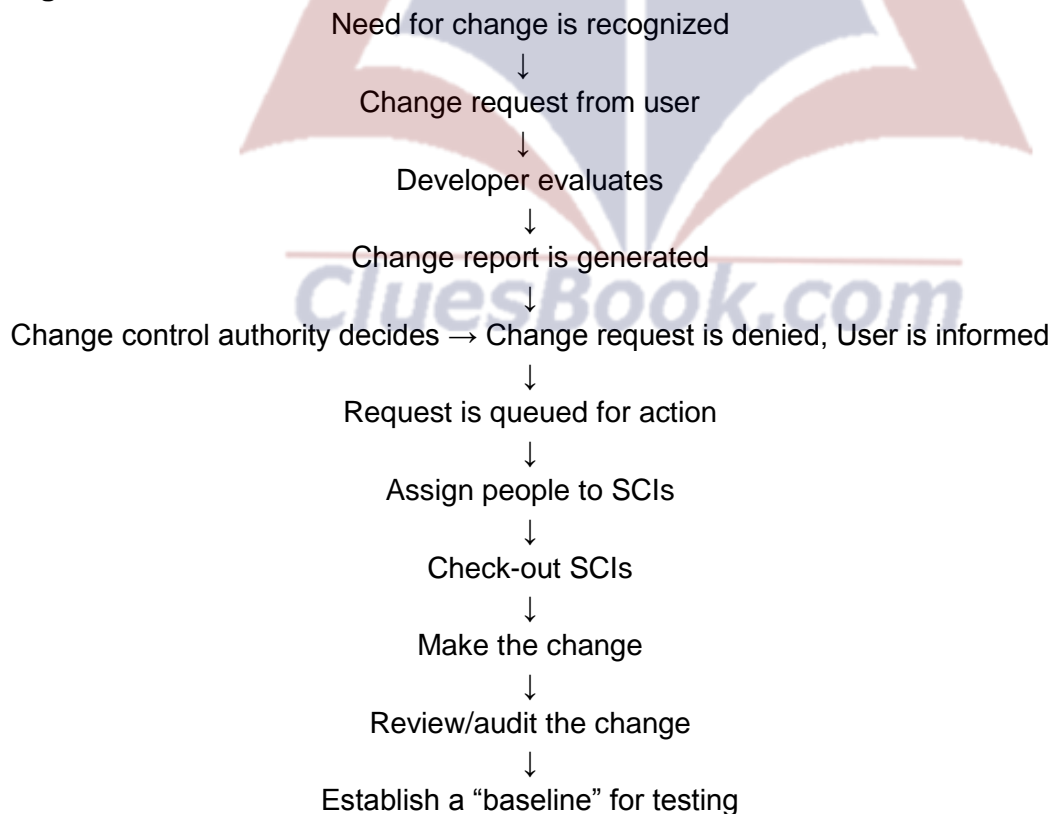 Need for change is recognized
↓
Change request from user
↓
Developer evaluates
↓
Change report is generated
↓
CluesBook.com
Change control authority decides → Change request is denied, User is informed
↓
Request is queued for action
↓
Assign people to SCIs
↓
Check-out SCIs
↓
Make the change
↓
Review/audit the change
↓
Establish a “baseline” for testing